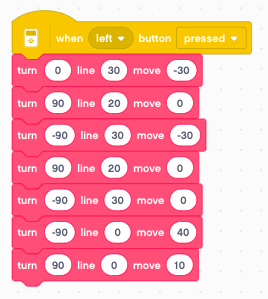 when left button pressed
turn 0 line 30 move -30
turn 90 line 20 move 0
turn -90 line 30 move -30
turn 90 line 20 move 0
turn -90 line 30 move 0
turn -90 line 0 move 40
turn 90 line 0 move 10